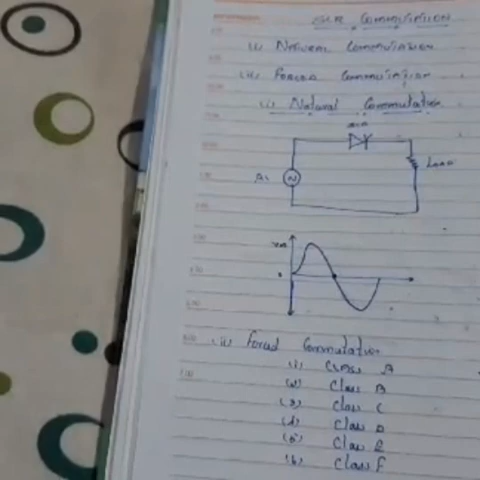 SCR Commutation
(i) Natural Commutation
(ii) Forced Commutation
(i) Natural Commutation
SCR
Load
(ii) Forced Commutation
(1) Class A
(2) Class B
(3) Class C
(4) Class D
(5) Class E
(6) Class F